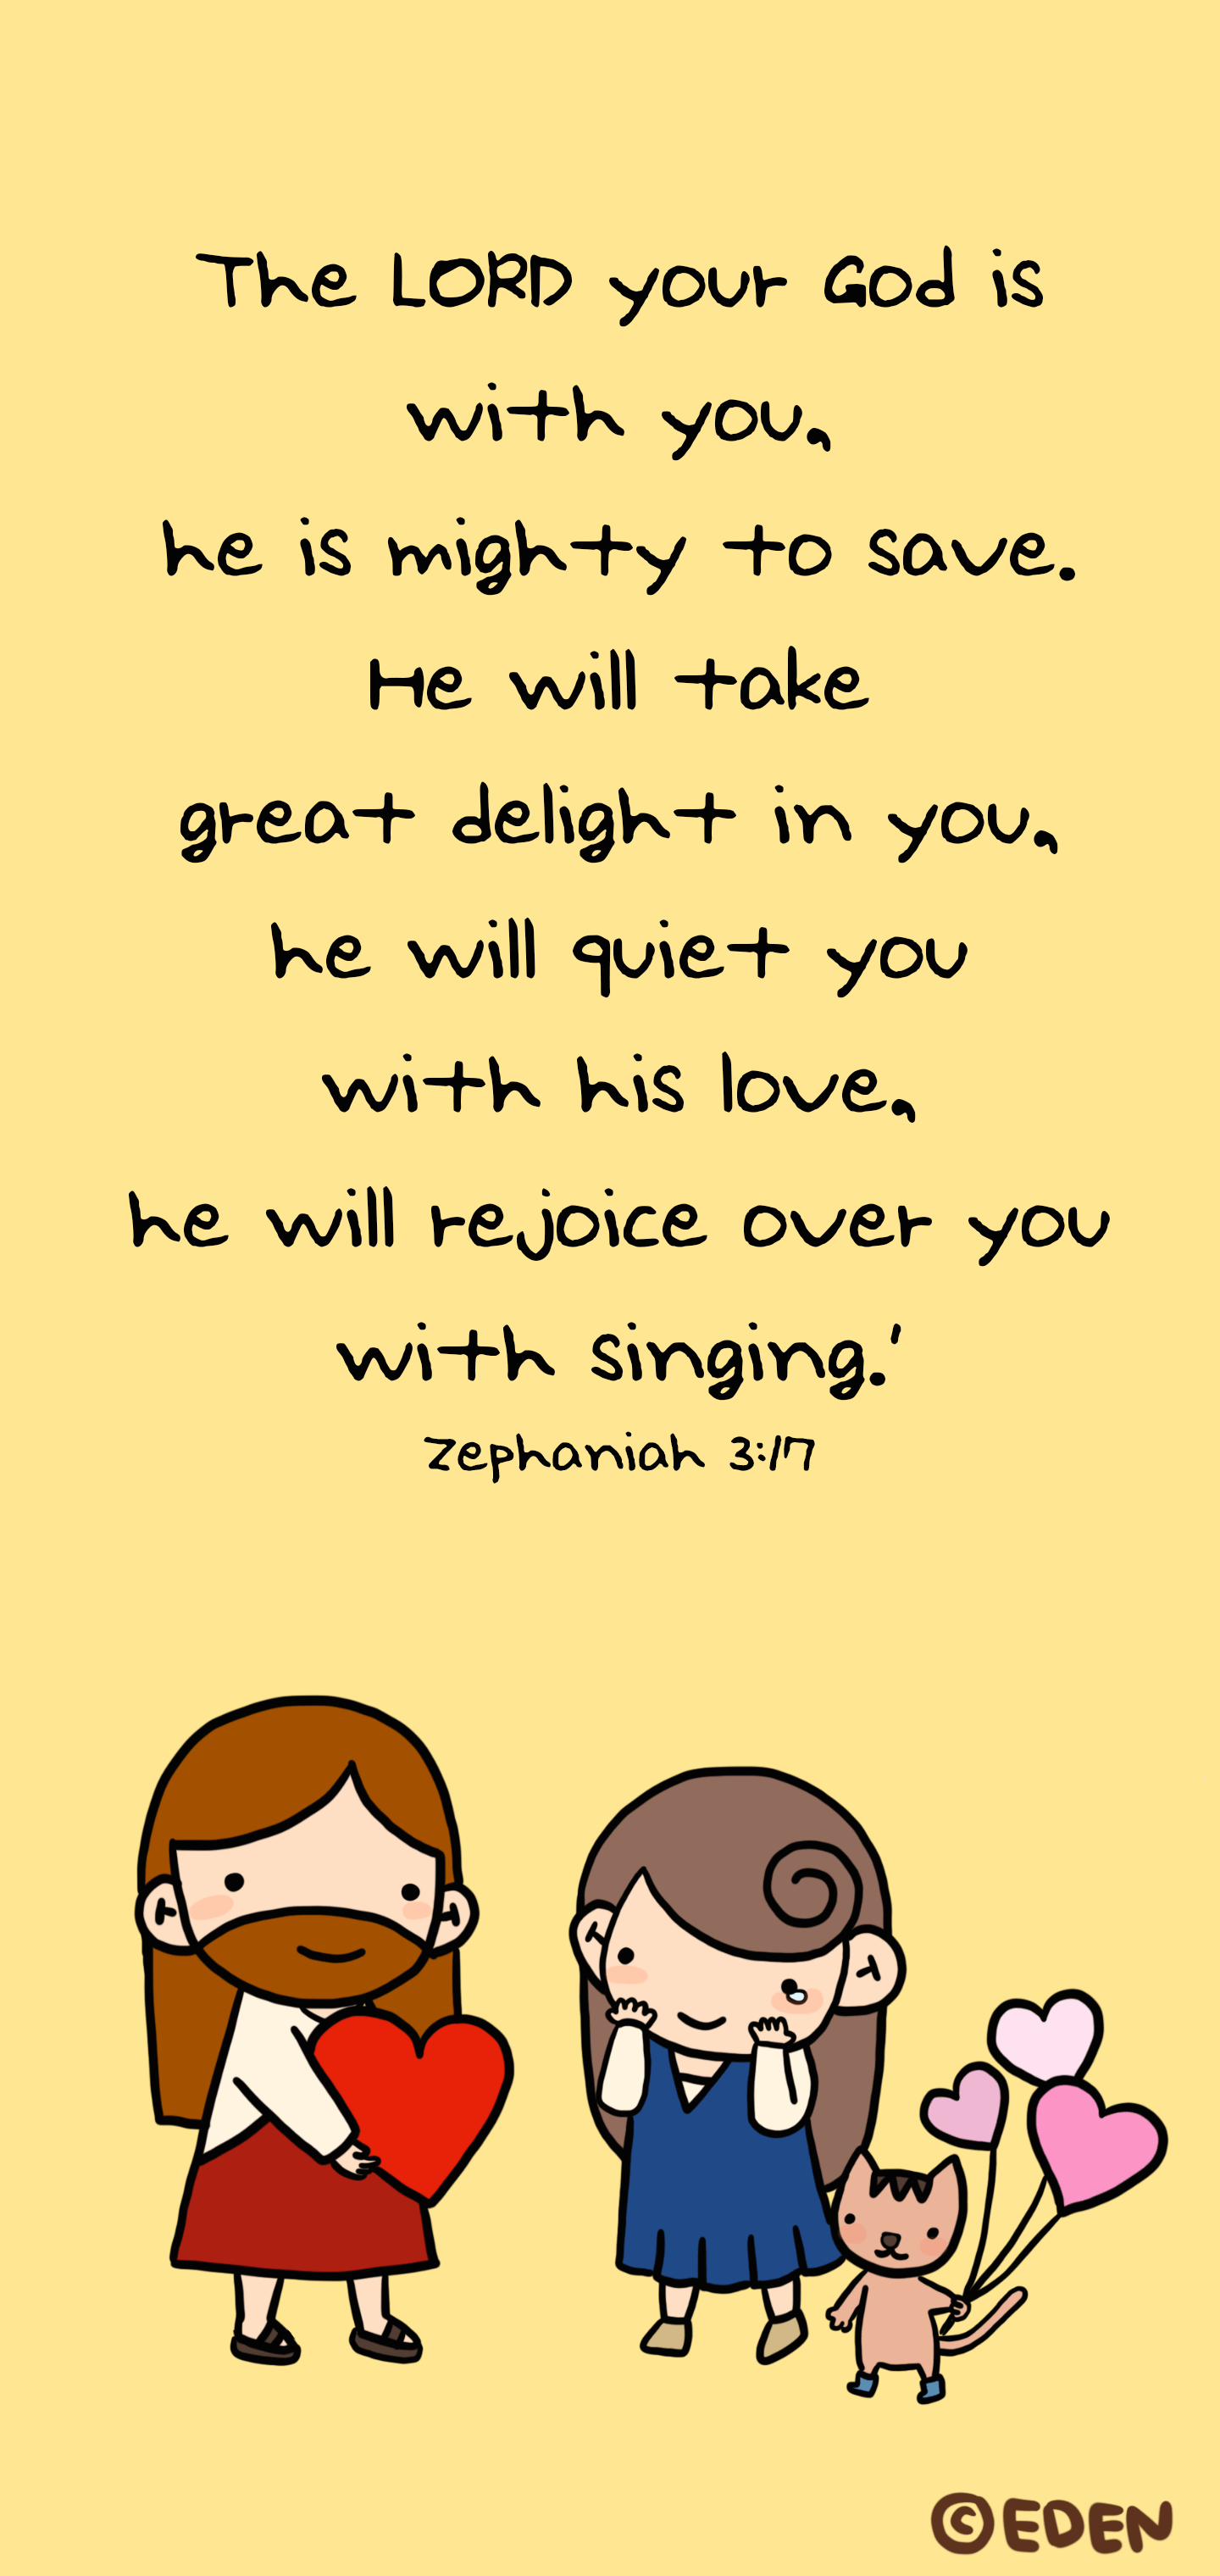 The LORD your God is
with you,
he is mighty to save.
He will take
great delight in you,
he will quiet you
with his love,
he will rejoice over you
with singing.'
Zephaniah 3:17
©EDEN